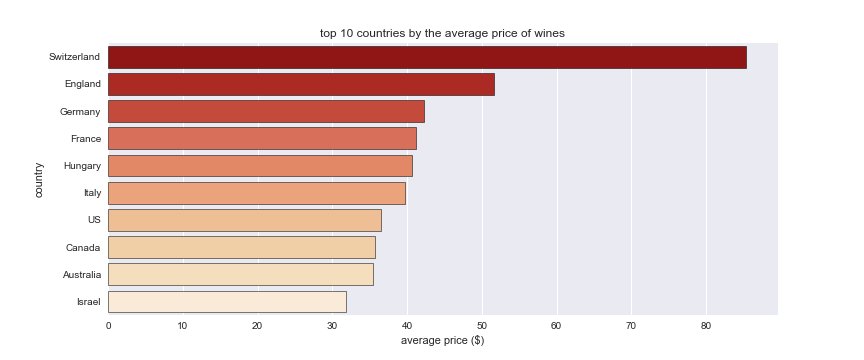 top 10 countries by the average price of wines
country
Switzerland
England
Germany
France
Hungary
Italy
US
Canada
Australia
Israel
0 10 20 30 40 50 60 70 80
average price ($)